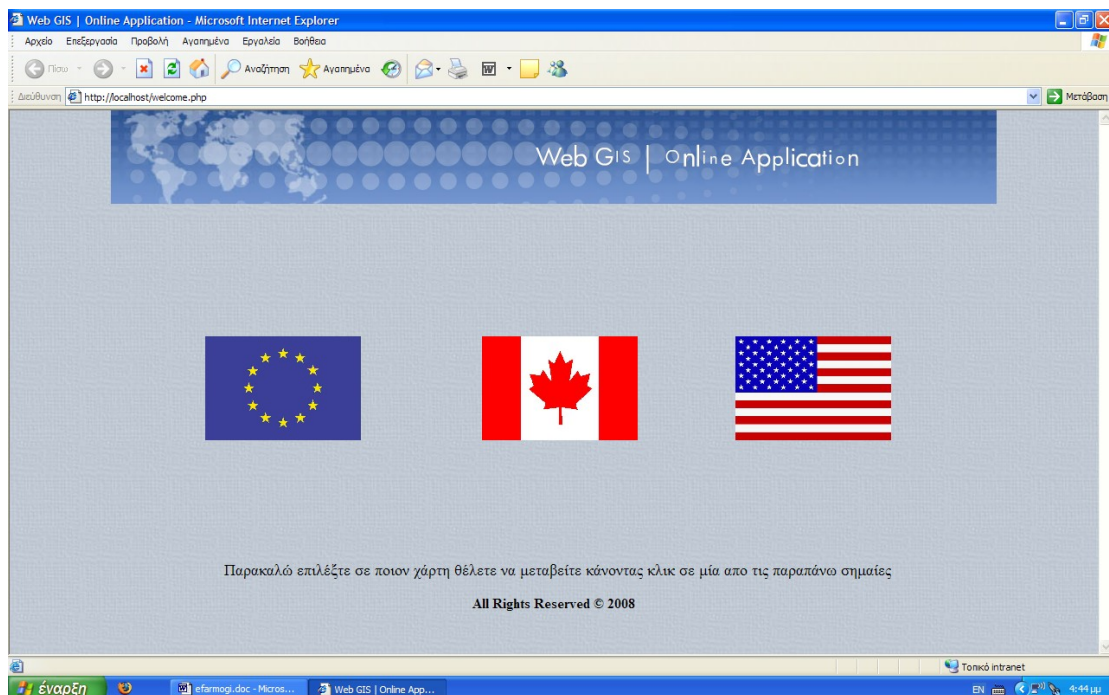 Web GIS | Online Application - Microsoft Internet Explorer
Αρχείο Επεξεργασία Προβολή Αγαπημένα Εργαλεία Βοήθεια
Πίσω Αναζήτηση Αγαπημένα
Διεύθυνση http://localhost/welcome.php Μετάβαση
Web GIS | Online Application
Παρακαλώ επιλέξτε σε ποιον χάρτη θέλετε να μεταβείτε κάνοντας κλικ σε μία απο τις παραπάνω σημαίες
All Rights Reserved © 2008
Τοπικό intranet
έναρξη efarmogi.doc - Micros... Web GIS | Online App... EN 4:44 μμ